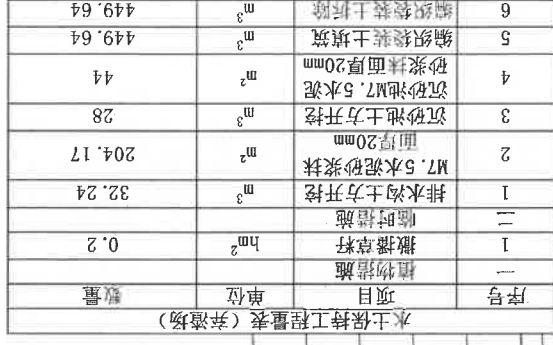 水土保持工程量表（弃渣场）
序号 项目 单位 数量
一 植物措施
1 撒播草籽 hm² 0.2
二 临时措施
1 排水沟土方开挖 m³ 32.24
2 M7.5水泥砂浆抹面厚20mm m² 204.17
3 沉砂池土方开挖 m³ 28
4 沉砂池M7.5水泥砂浆抹面厚20mm m² 44
5 编织袋装土填筑 m³ 449.64
6 编织袋装土拆除 m³ 449.64